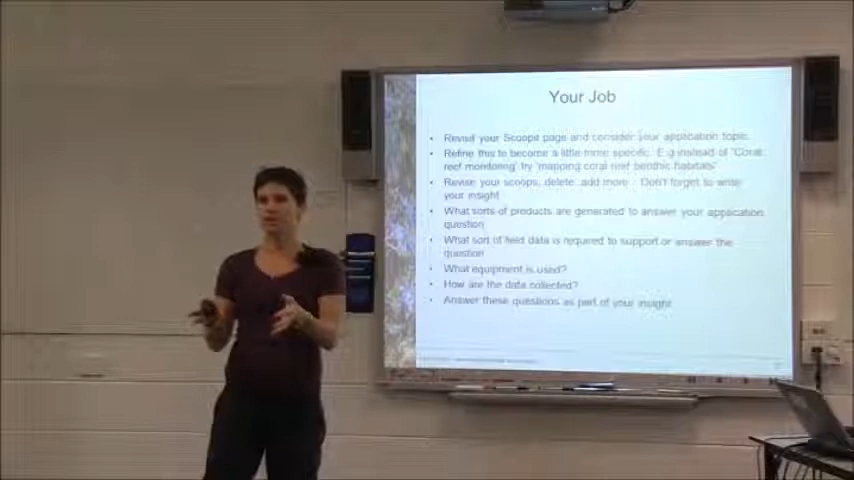 Your Job
• Revisit your Scoopit page and consider your application topic.
• Refine this to become a little more specific. E.g instead of 'Coral
reef monitoring' try 'mapping coral reef benthic habitats'
• Revise your scoops, delete, add more. Don't forget to write
your insight
• What sorts of products are generated to answer your application
question
• What sort of field data is required to support or answer the
question
• What equipment is used?
• How are the data collected?
• Answer these questions as part of your insight